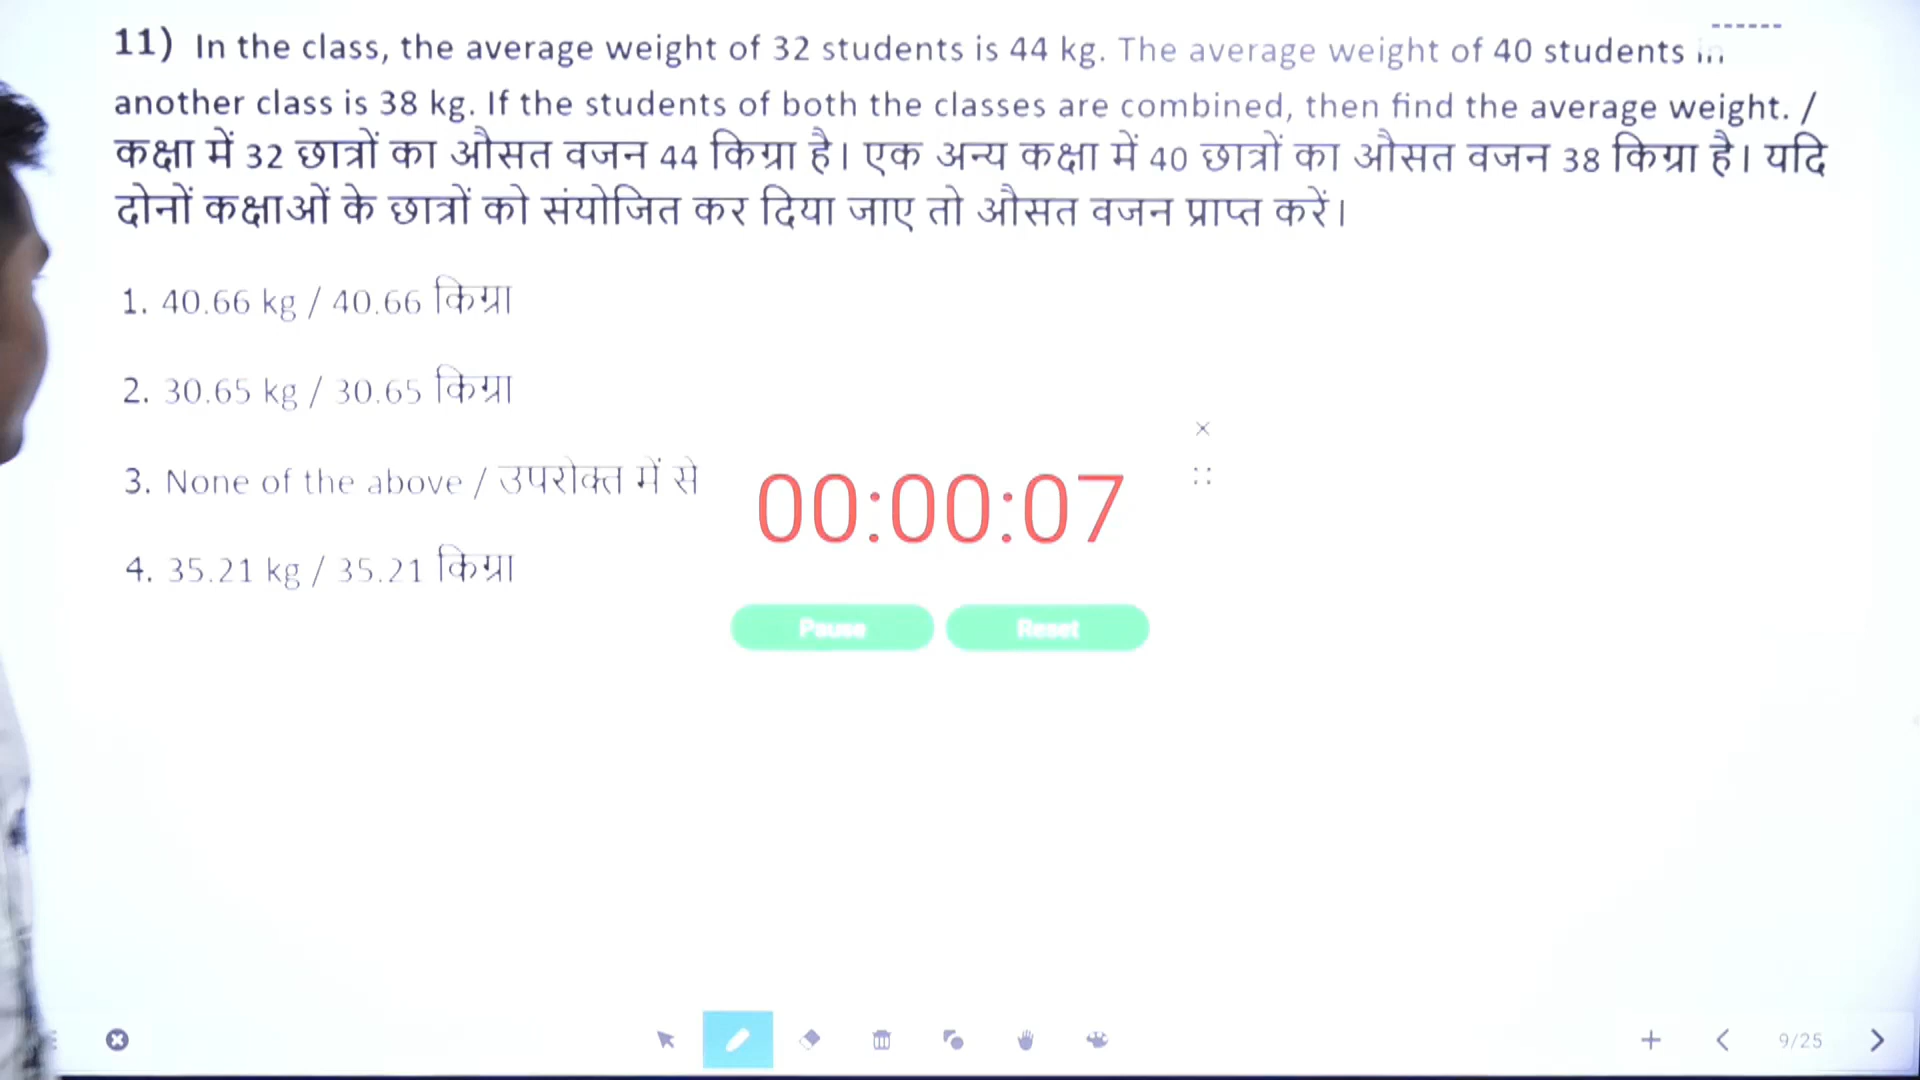 11) In the class, the average weight of 32 students is 44 kg. The average weight of 40 students in
another class is 38 kg. If the students of both the classes are combined, then find the average weight. /
कक्षा में 32 छात्रों का औसत वजन 44 किग्रा है। एक अन्य कक्षा में 40 छात्रों का औसत वजन 38 किग्रा है। यदि
दोनों कक्षाओं के छात्रों को संयोजित कर दिया जाए तो औसत वजन प्राप्त करें।
1. 40.66 kg / 40.66 किग्रा
2. 30.65 kg / 30.65 किग्रा
3. None of the above / उपरोक्त में से
4. 35.21 kg / 35.21 किग्रा
00:00:07
Pause Reset
9/25